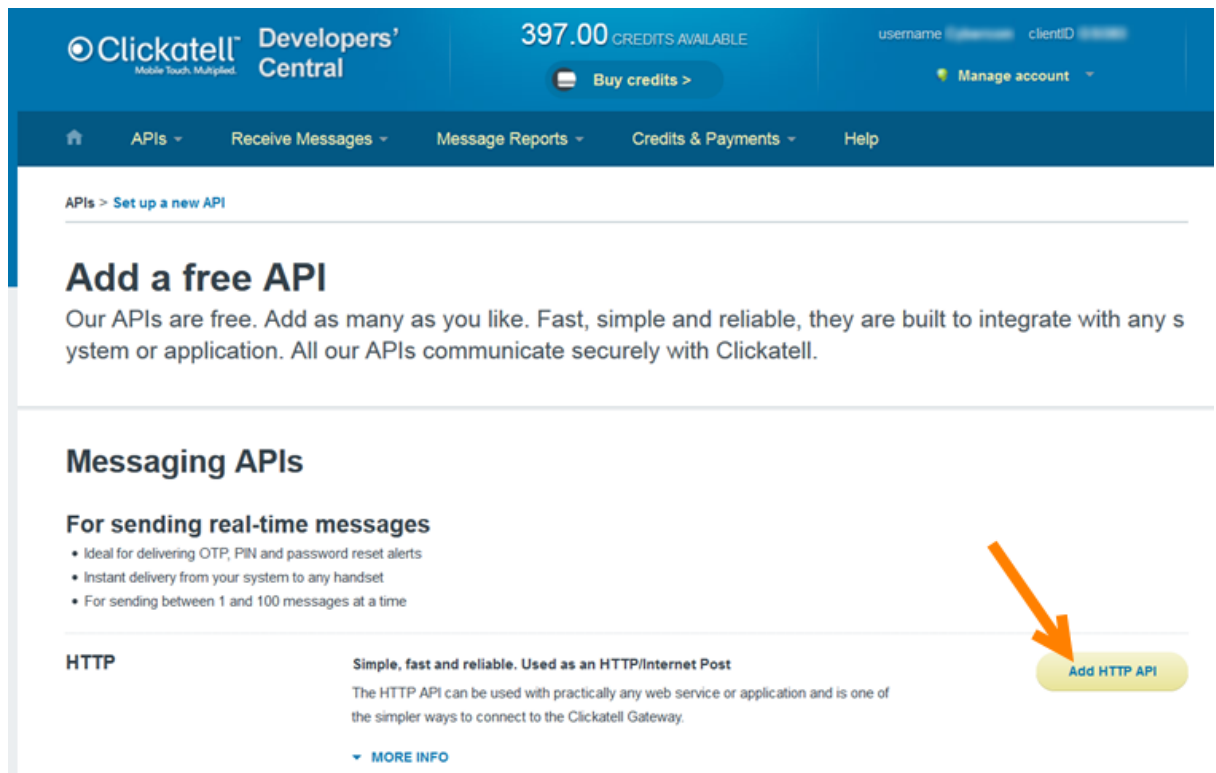 Clickatell™ Developers'
Mobile Touch. Multiplied. Central
397.00 CREDITS AVAILABLE
Buy credits >
username clientID
Manage account
APIs Receive Messages Message Reports Credits & Payments Help
APIs > Set up a new API
Add a free API
Our APIs are free. Add as many as you like. Fast, simple and reliable, they are built to integrate with any s
ystem or application. All our APIs communicate securely with Clickatell.
Messaging APIs
For sending real-time messages
• Ideal for delivering OTP, PIN and password reset alerts
• Instant delivery from your system to any handset
• For sending between 1 and 100 messages at a time
HTTP
Simple, fast and reliable. Used as an HTTP/Internet Post
Add HTTP API
The HTTP API can be used with practically any web service or application and is one of
the simpler ways to connect to the Clickatell Gateway.
MORE INFO